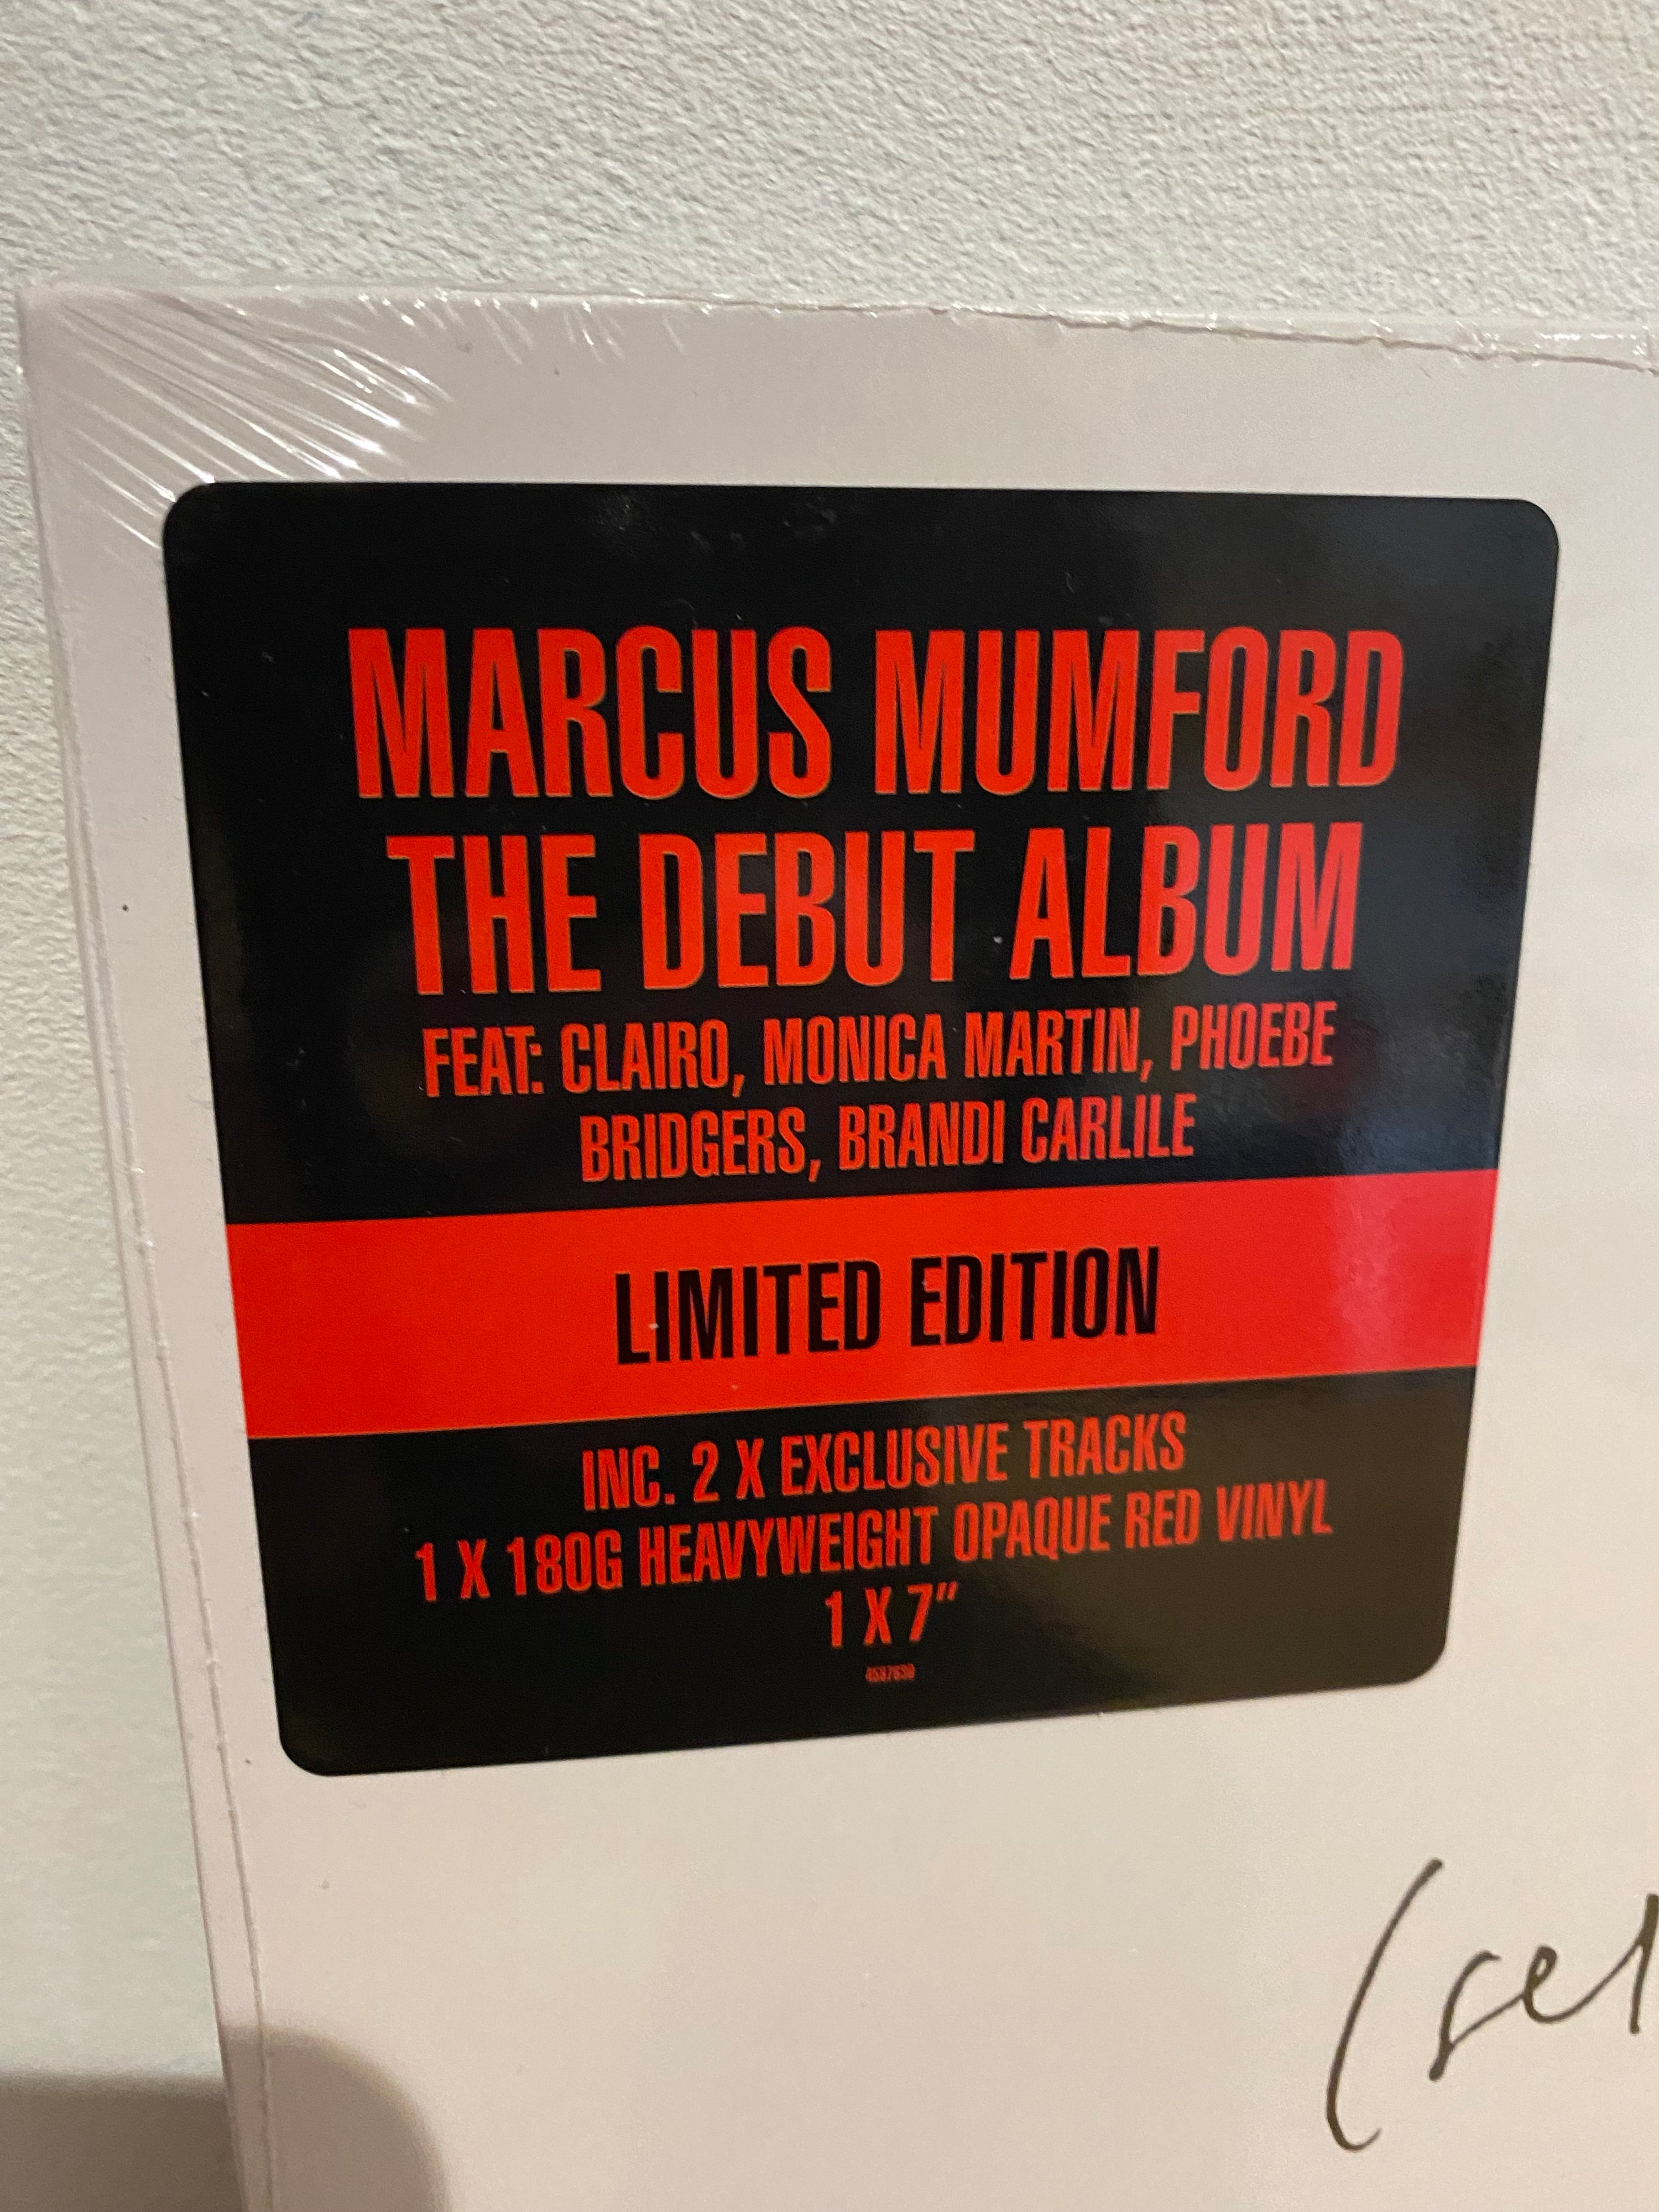 MARCUS MUMFORD
THE DEBUT ALBUM
FEAT: CLAIRO, MONICA MARTIN, PHOEBE
BRIDGERS, BRANDI CARLILE
LIMITED EDITION
INC. 2 X EXCLUSIVE TRACKS
1 X 180G HEAVYWEIGHT OPAQUE RED VINYL
1 X 7"
(sel